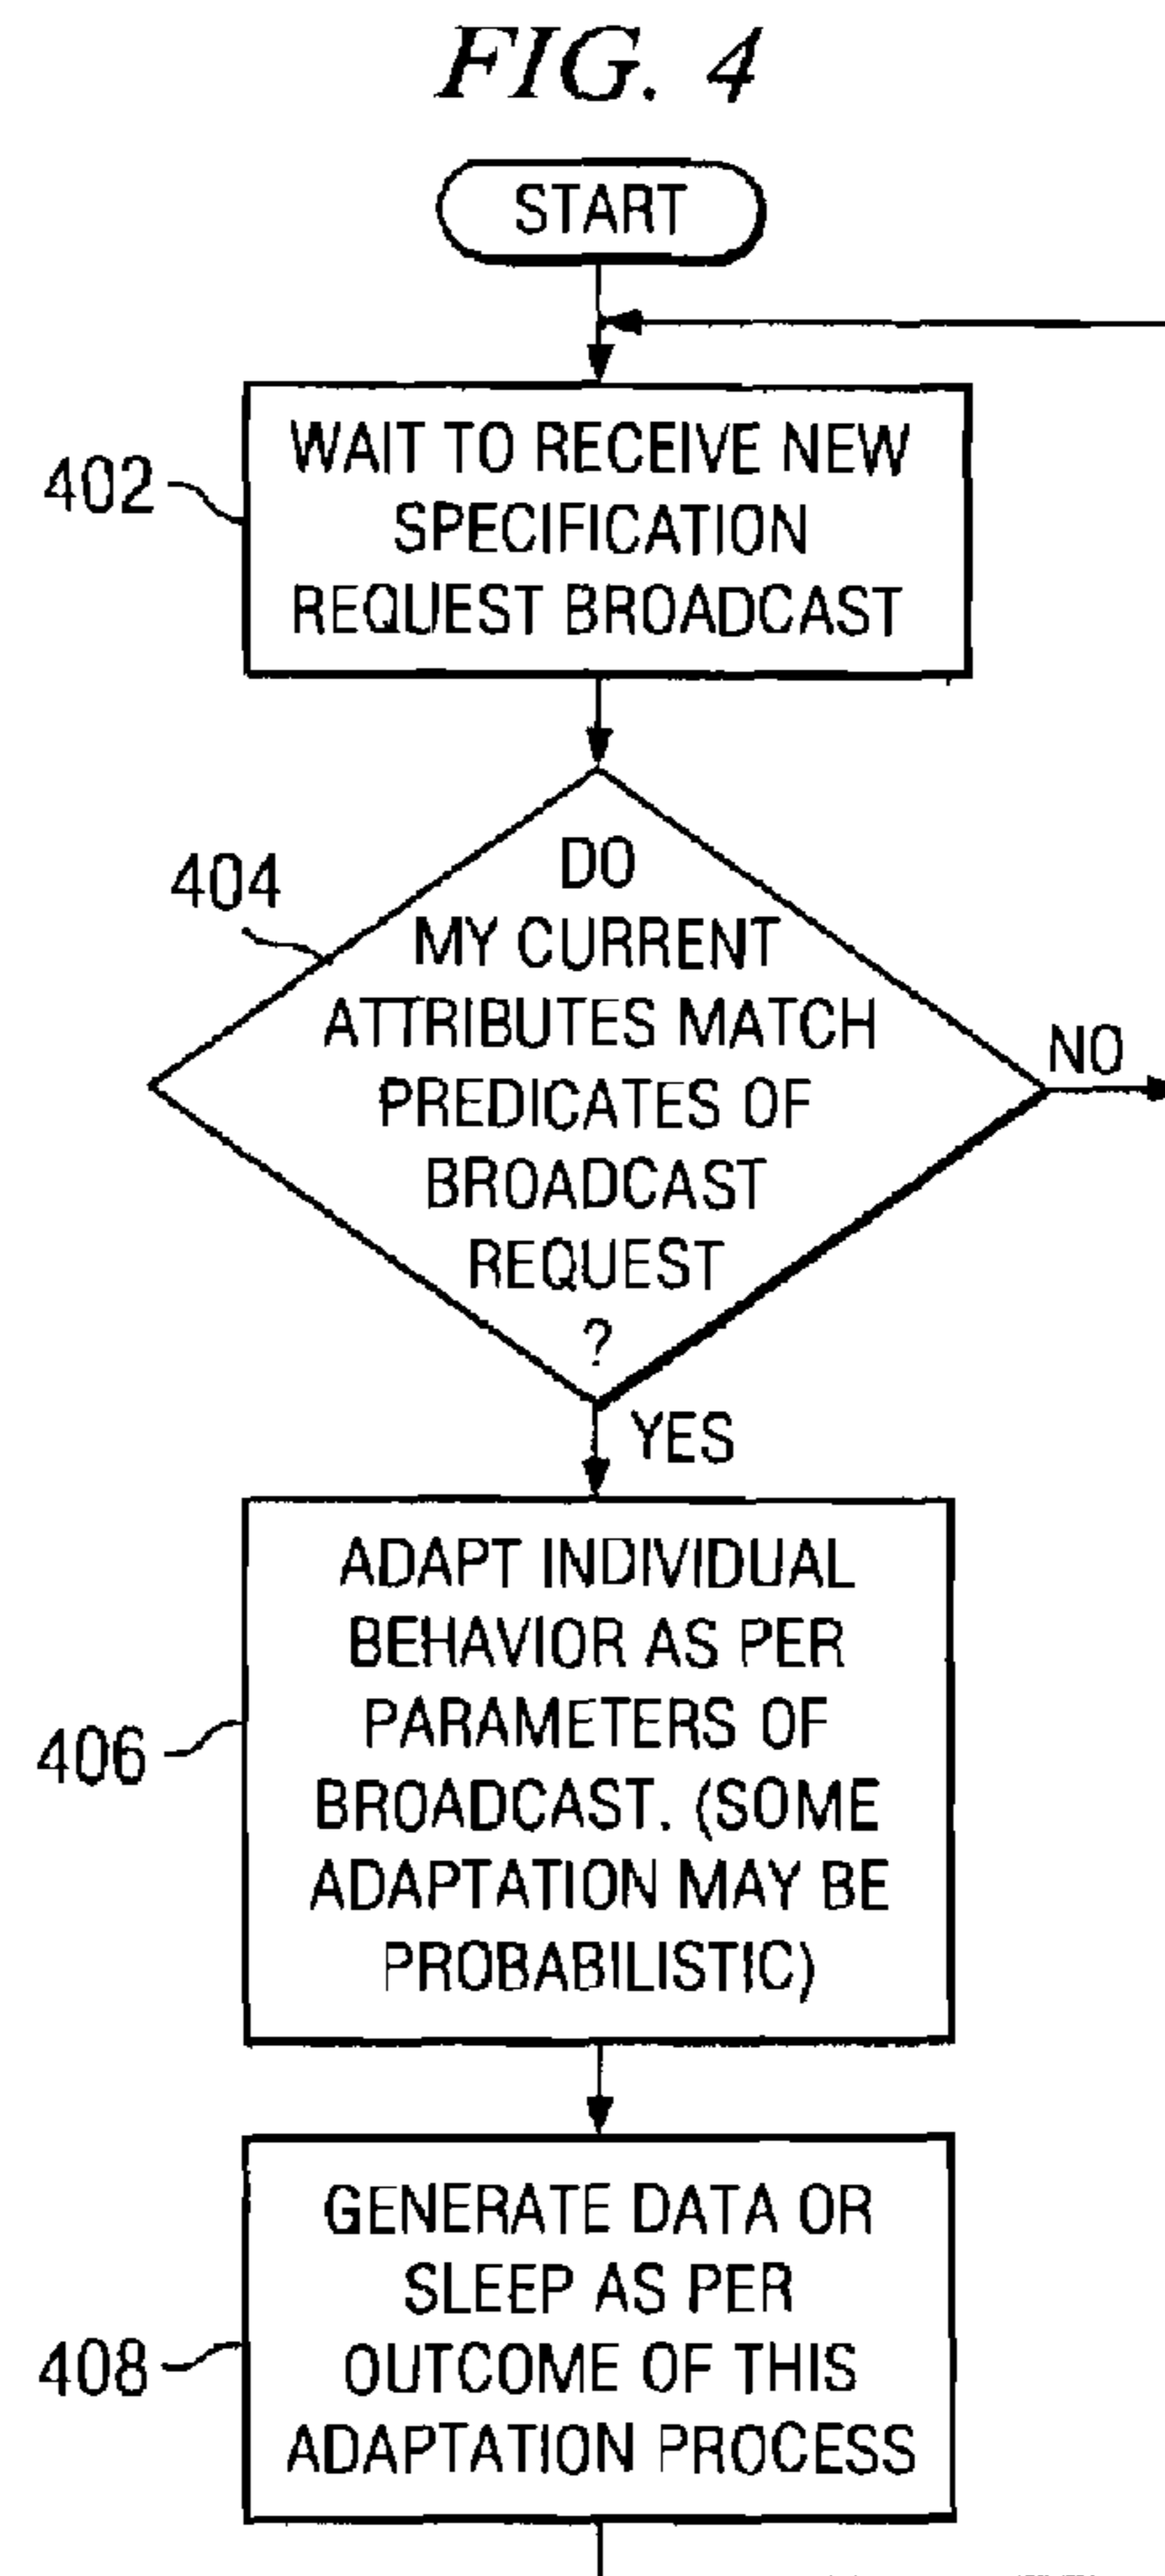 FIG. 4
START
402
WAIT TO RECEIVE NEW
SPECIFICATION
REQUEST BROADCAST
404
DO
MY CURRENT
ATTRIBUTES MATCH
PREDICATES OF
BROADCAST
REQUEST
?
NO
YES
406
ADAPT INDIVIDUAL
BEHAVIOR AS PER
PARAMETERS OF
BROADCAST. (SOME
ADAPTATION MAY BE
PROBABILISTIC)
408
GENERATE DATA OR
SLEEP AS PER
OUTCOME OF THIS
ADAPTATION PROCESS